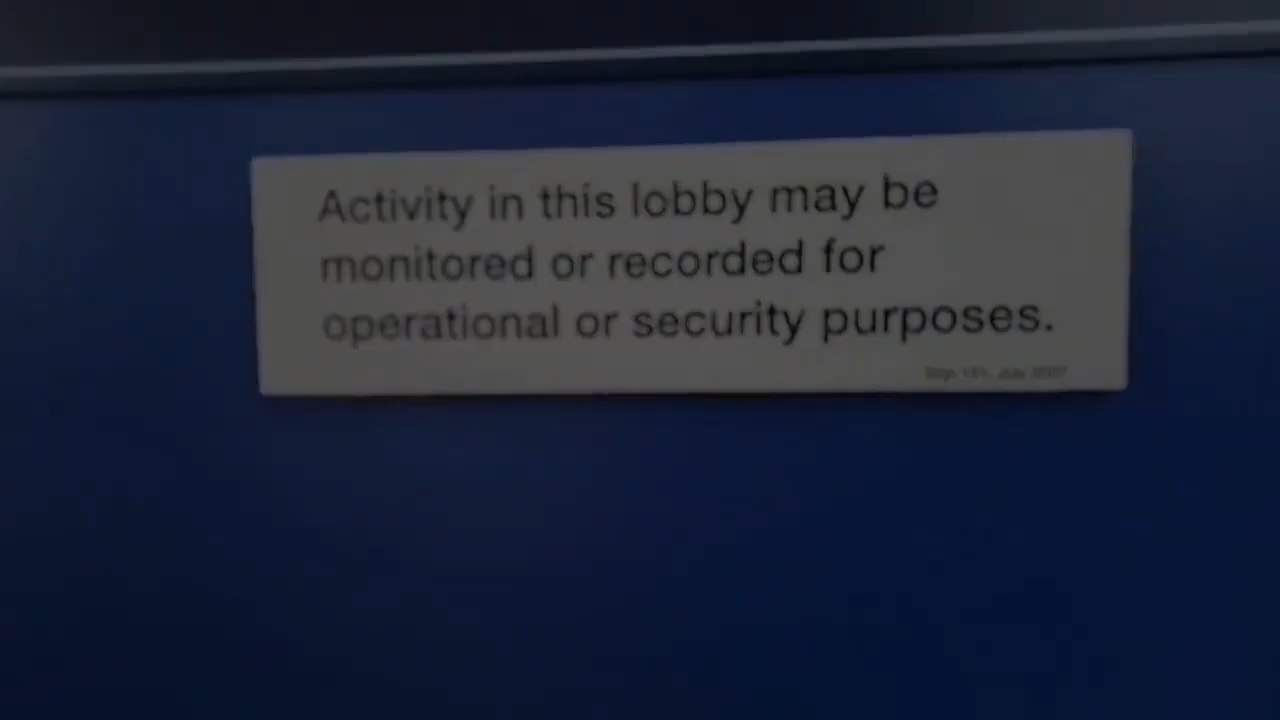 Activity in this lobby may be
monitored or recorded for
operational or security purposes.